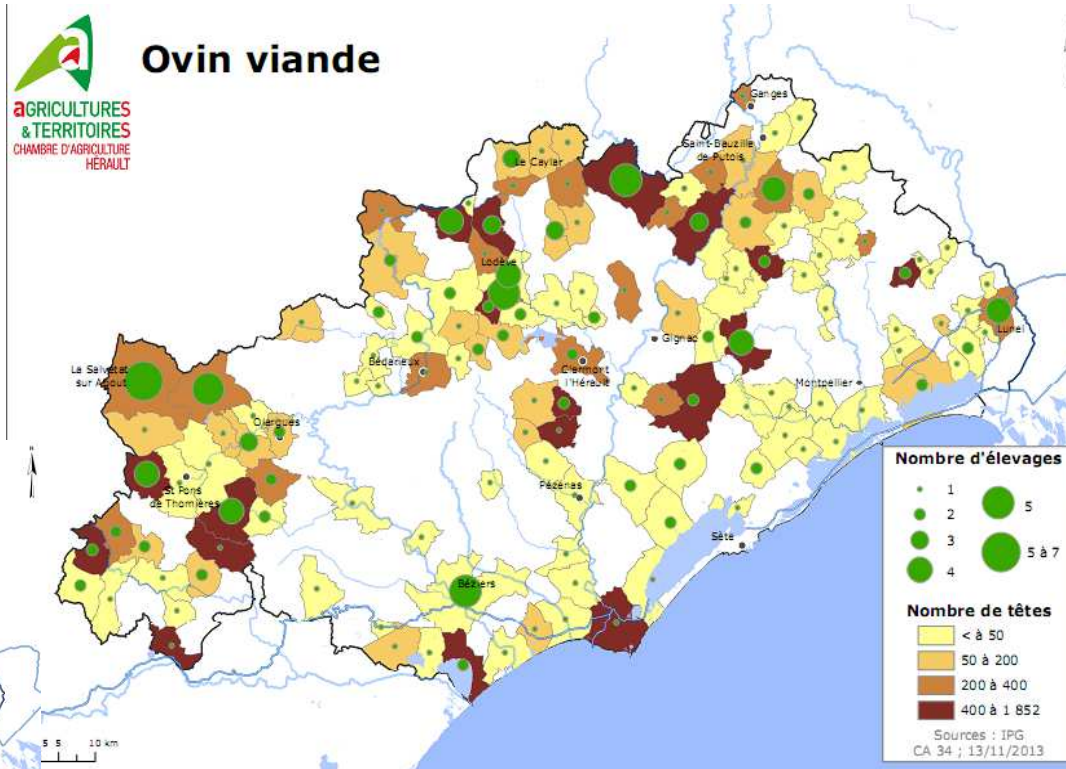 Ovin viande
aGRICULTURES
& TERRITOIRES
CHAMBRE D'AGRICULTURE
HÉRAULT
Ganges
Saint-Bauzille
de Putois
Le Caylar
Lodève
Lunel
Gignac
Bédarieux
Clermont
l'Hérault
La Salvetat
sur Agout
Montpellier
Olargues
St Pons
de Thomières
Pézenas
Sète
Béziers
N
Nombre d'élevages
1
2
3
4
5
5 à 7
Nombre de têtes
< à 50
50 à 200
200 à 400
400 à 1 852
Sources : IPG
CA 34 ; 13/11/2013
5 5 10 km